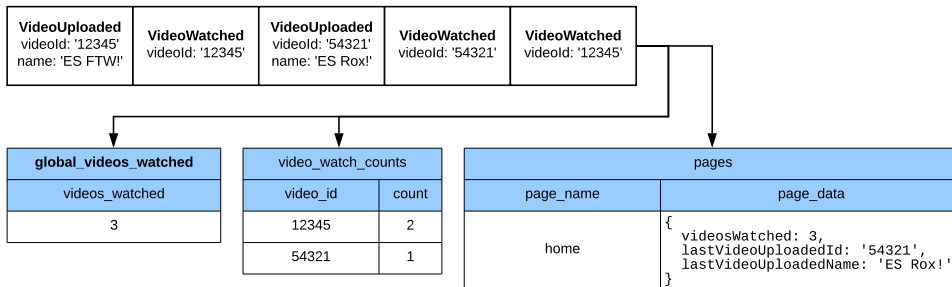 VideoUploaded
videoId: '12345'
name: 'ES FTW!'
VideoWatched
videoId: '12345'
VideoUploaded
videoId: '54321'
name: 'ES Rox!'
VideoWatched
videoId: '54321'
VideoWatched
videoId: '12345'
global_videos_watched
videos_watched
3
video_watch_counts
video_id count
12345 2
54321 1
pages
page_name page_data
home
{
videosWatched: 3,
lastVideoUploadedId: '54321',
lastVideoUploadedName: 'ES Rox!'
}